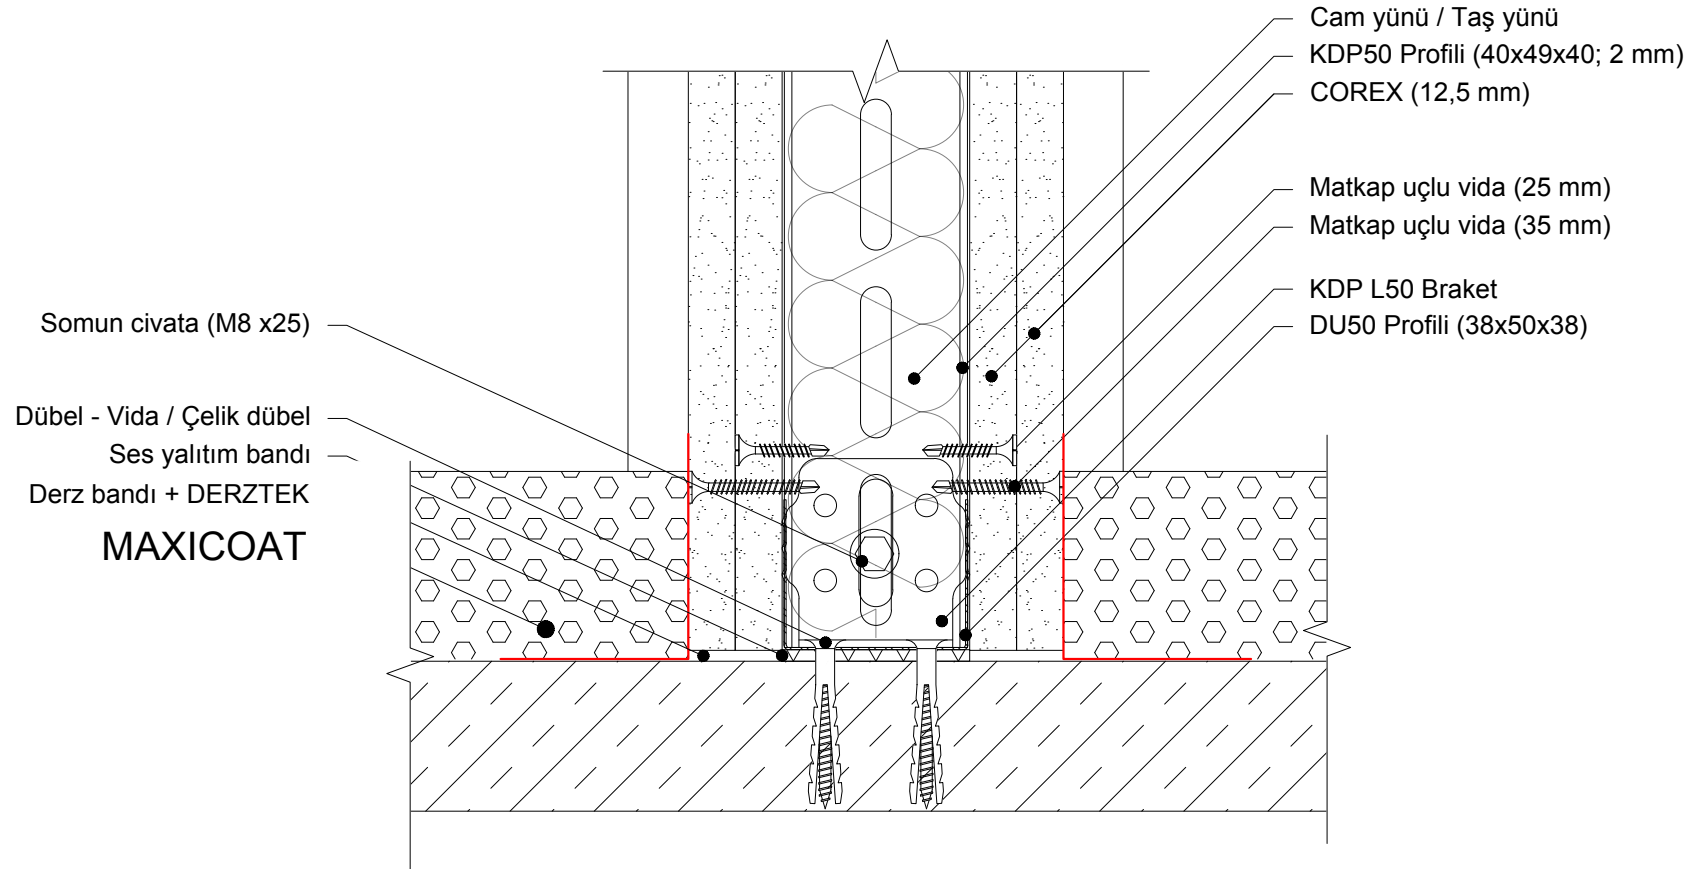 Cam yünü / Taş yünü
KDP50 Profili (40x49x40; 2 mm)
COREX (12,5 mm)
Matkap uçlu vida (25 mm)
Matkap uçlu vida (35 mm)
KDP L50 Braket
DU50 Profili (38x50x38)
Somun civata (M8 x25)
Dübel - Vida / Çelik dübel
Ses yalıtım bandı
Derz bandı + DERZTEK
MAXICOAT